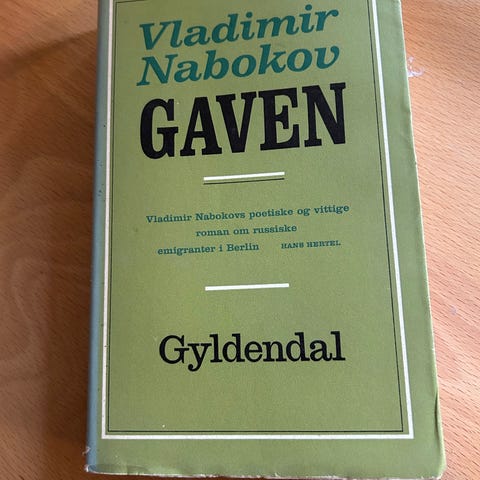 Vladimir
Nabokov
GAVEN
Vladimir Nabokovs poetiske og vittige
roman om russiske
emigranter i Berlin HANS HERTEL
Gyldendal